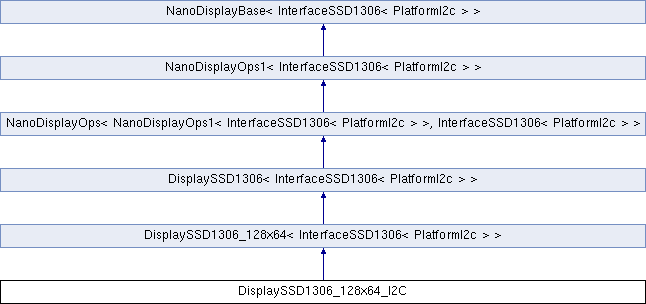 NanoDisplayBase< InterfaceSSD1306< PlatformI2c > >
NanoDisplayOps1< InterfaceSSD1306< PlatformI2c > >
NanoDisplayOps< NanoDisplayOps1< InterfaceSSD1306< PlatformI2c > >, InterfaceSSD1306< PlatformI2c > >
DisplaySSD1306< InterfaceSSD1306< PlatformI2c > >
DisplaySSD1306_128x64< InterfaceSSD1306< PlatformI2c > >
DisplaySSD1306_128x64_I2C